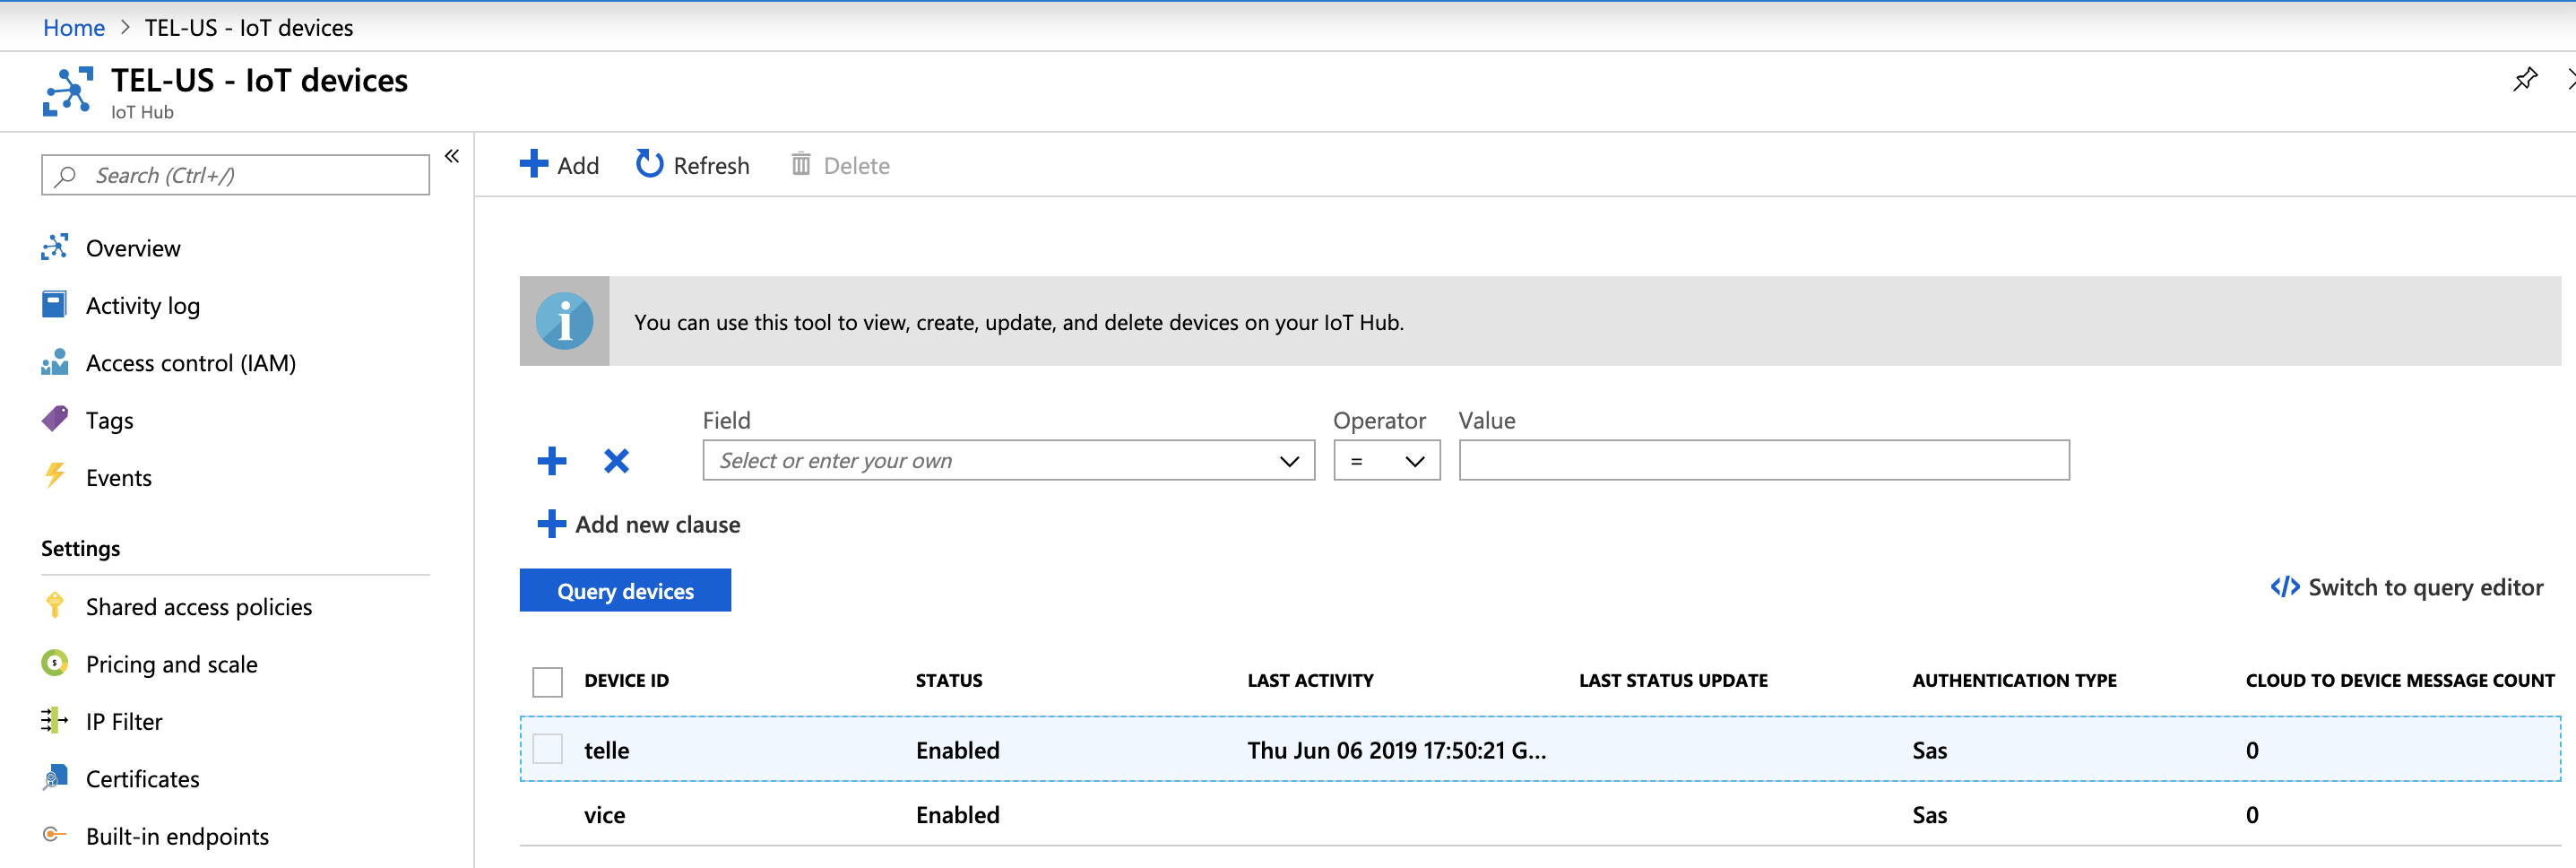 Home > TEL-US - IoT devices
TEL-US - IoT devices
IoT Hub
Search (Ctrl+/)
Overview
Activity log
Access control (IAM)
Tags
Events
Settings
Shared access policies
Pricing and scale
IP Filter
Certificates
Built-in endpoints
Add Refresh Delete
You can use this tool to view, create, update, and delete devices on your IoT Hub.
Field Operator Value
Select or enter your own =
Add new clause
Query devices
</> Switch to query editor
DEVICE ID STATUS LAST ACTIVITY LAST STATUS UPDATE AUTHENTICATION TYPE CLOUD TO DEVICE MESSAGE COUNT
telle Enabled Thu Jun 06 2019 17:50:21 G... Sas 0
vice Enabled Sas 0